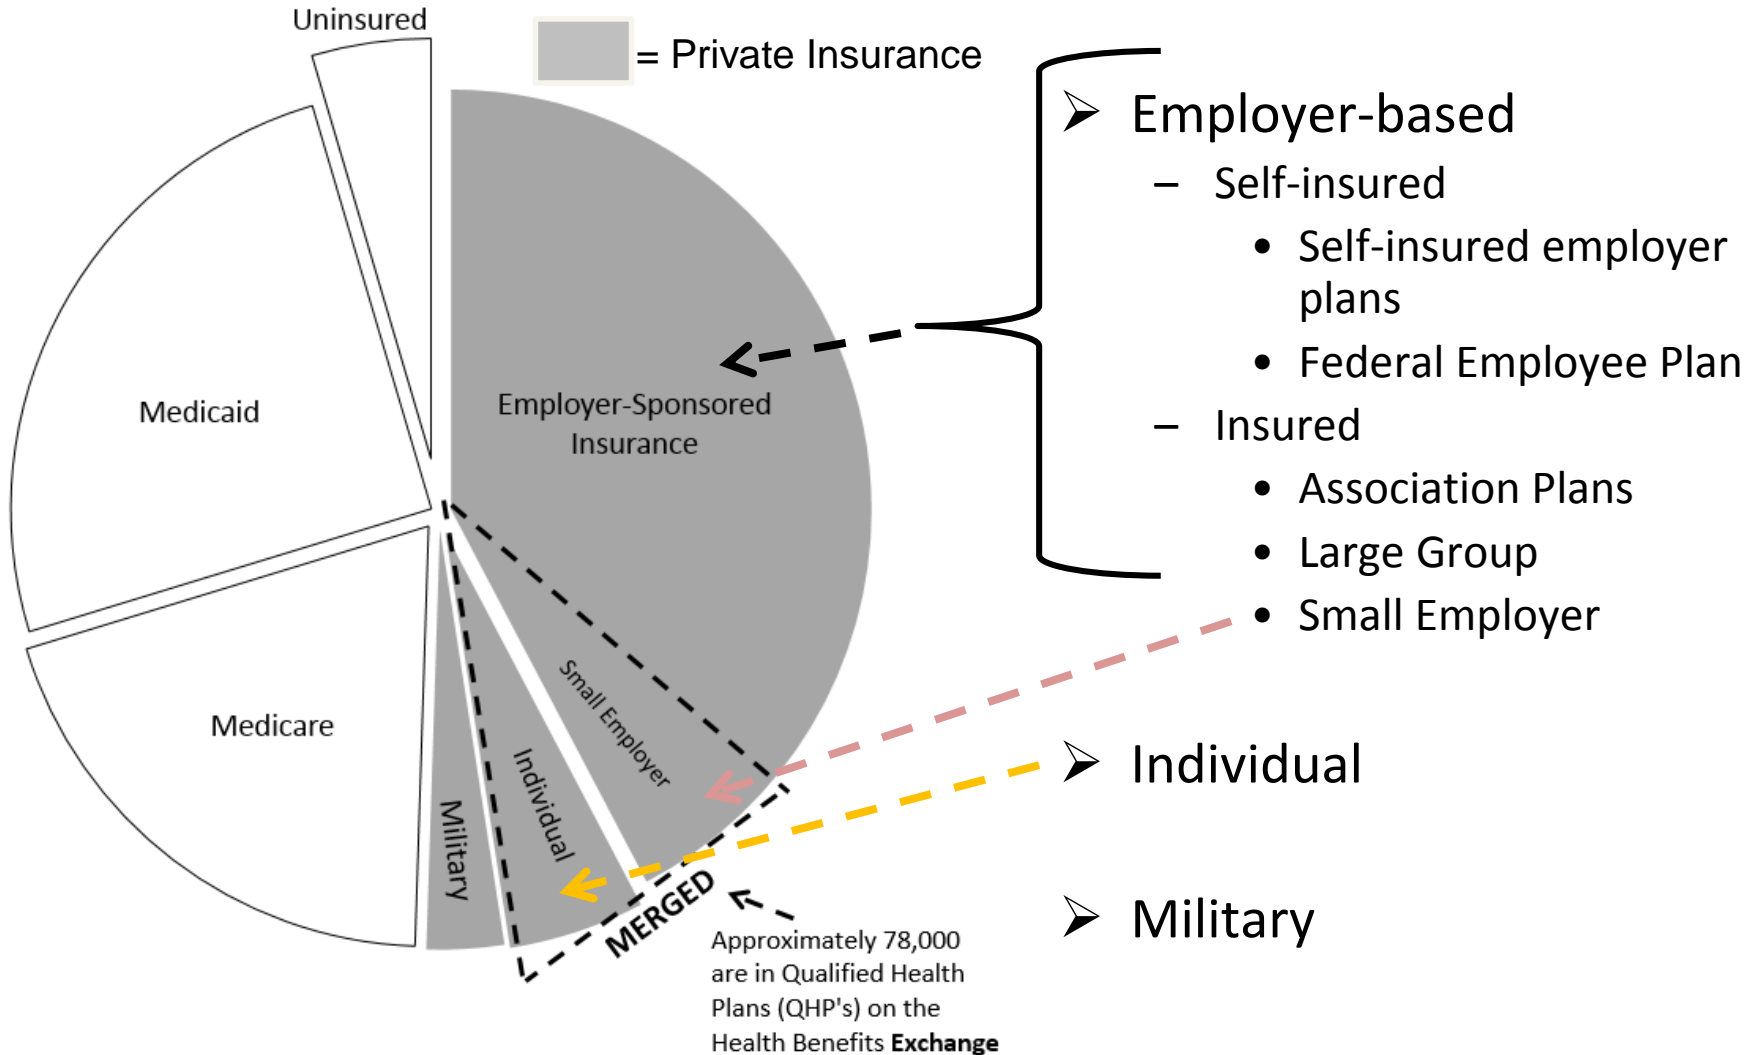 Uninsured
= Private Insurance
Employer-Sponsored
Insurance
Medicaid
Medicare
Small Employer
Individual
Military
MERGED
Approximately 78,000
are in Qualified Health
Plans (QHP's) on the
Health Benefits Exchange
➢ Employer-based
– Self-insured
• Self-insured employer
plans
• Federal Employee Plan
– Insured
• Association Plans
• Large Group
• Small Employer
➢ Individual
➢ Military